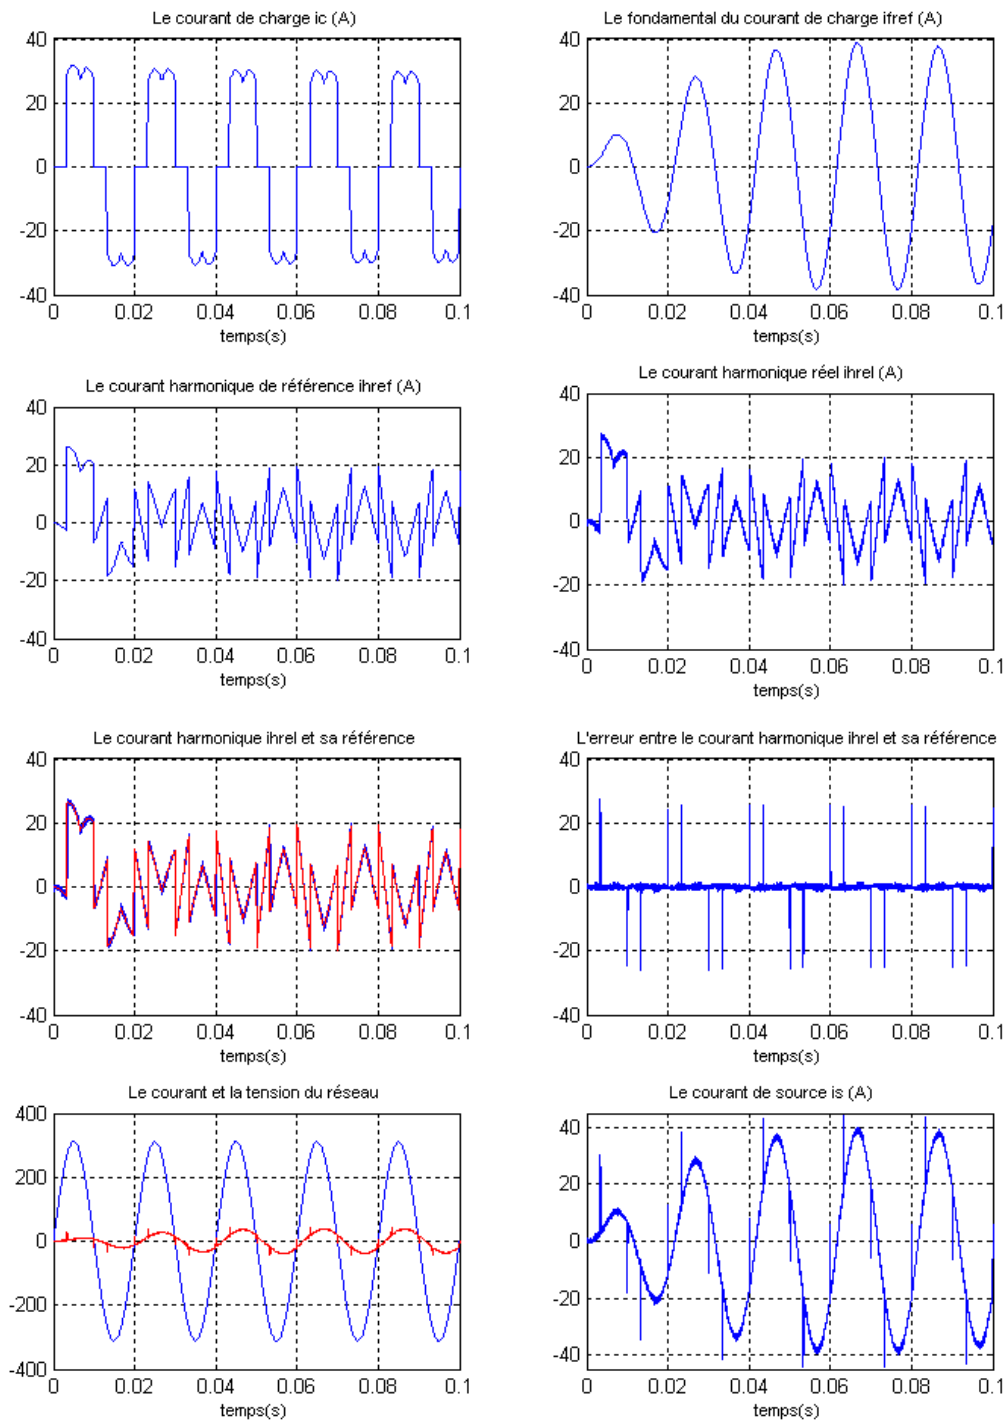 Le courant de charge ic (A)
40
20
0
-20
-40
0 0.02 0.04 0.06 0.08 0.1
temps(s)
Le fondamental du courant de charge ifref (A)
40
20
0
-20
-40
0 0.02 0.04 0.06 0.08 0.1
temps(s)
Le courant harmonique de référence ihref (A)
40
20
0
-20
-40
0 0.02 0.04 0.06 0.08 0.1
temps(s)
Le courant harmonique réel ihrel (A)
40
20
0
-20
-40
0 0.02 0.04 0.06 0.08 0.1
temps(s)
Le courant harmonique ihrel et sa référence
40
20
0
-20
-40
0 0.02 0.04 0.06 0.08 0.1
temps(s)
L'erreur entre le courant harmonique ihrel et sa référence
40
20
0
-20
-40
0 0.02 0.04 0.06 0.08 0.1
temps(s)
Le courant et la tension du réseau
400
200
0
-200
-400
0 0.02 0.04 0.06 0.08 0.1
temps(s)
Le courant de source is (A)
40
20
0
-20
-40
0 0.02 0.04 0.06 0.08 0.1
temps(s)